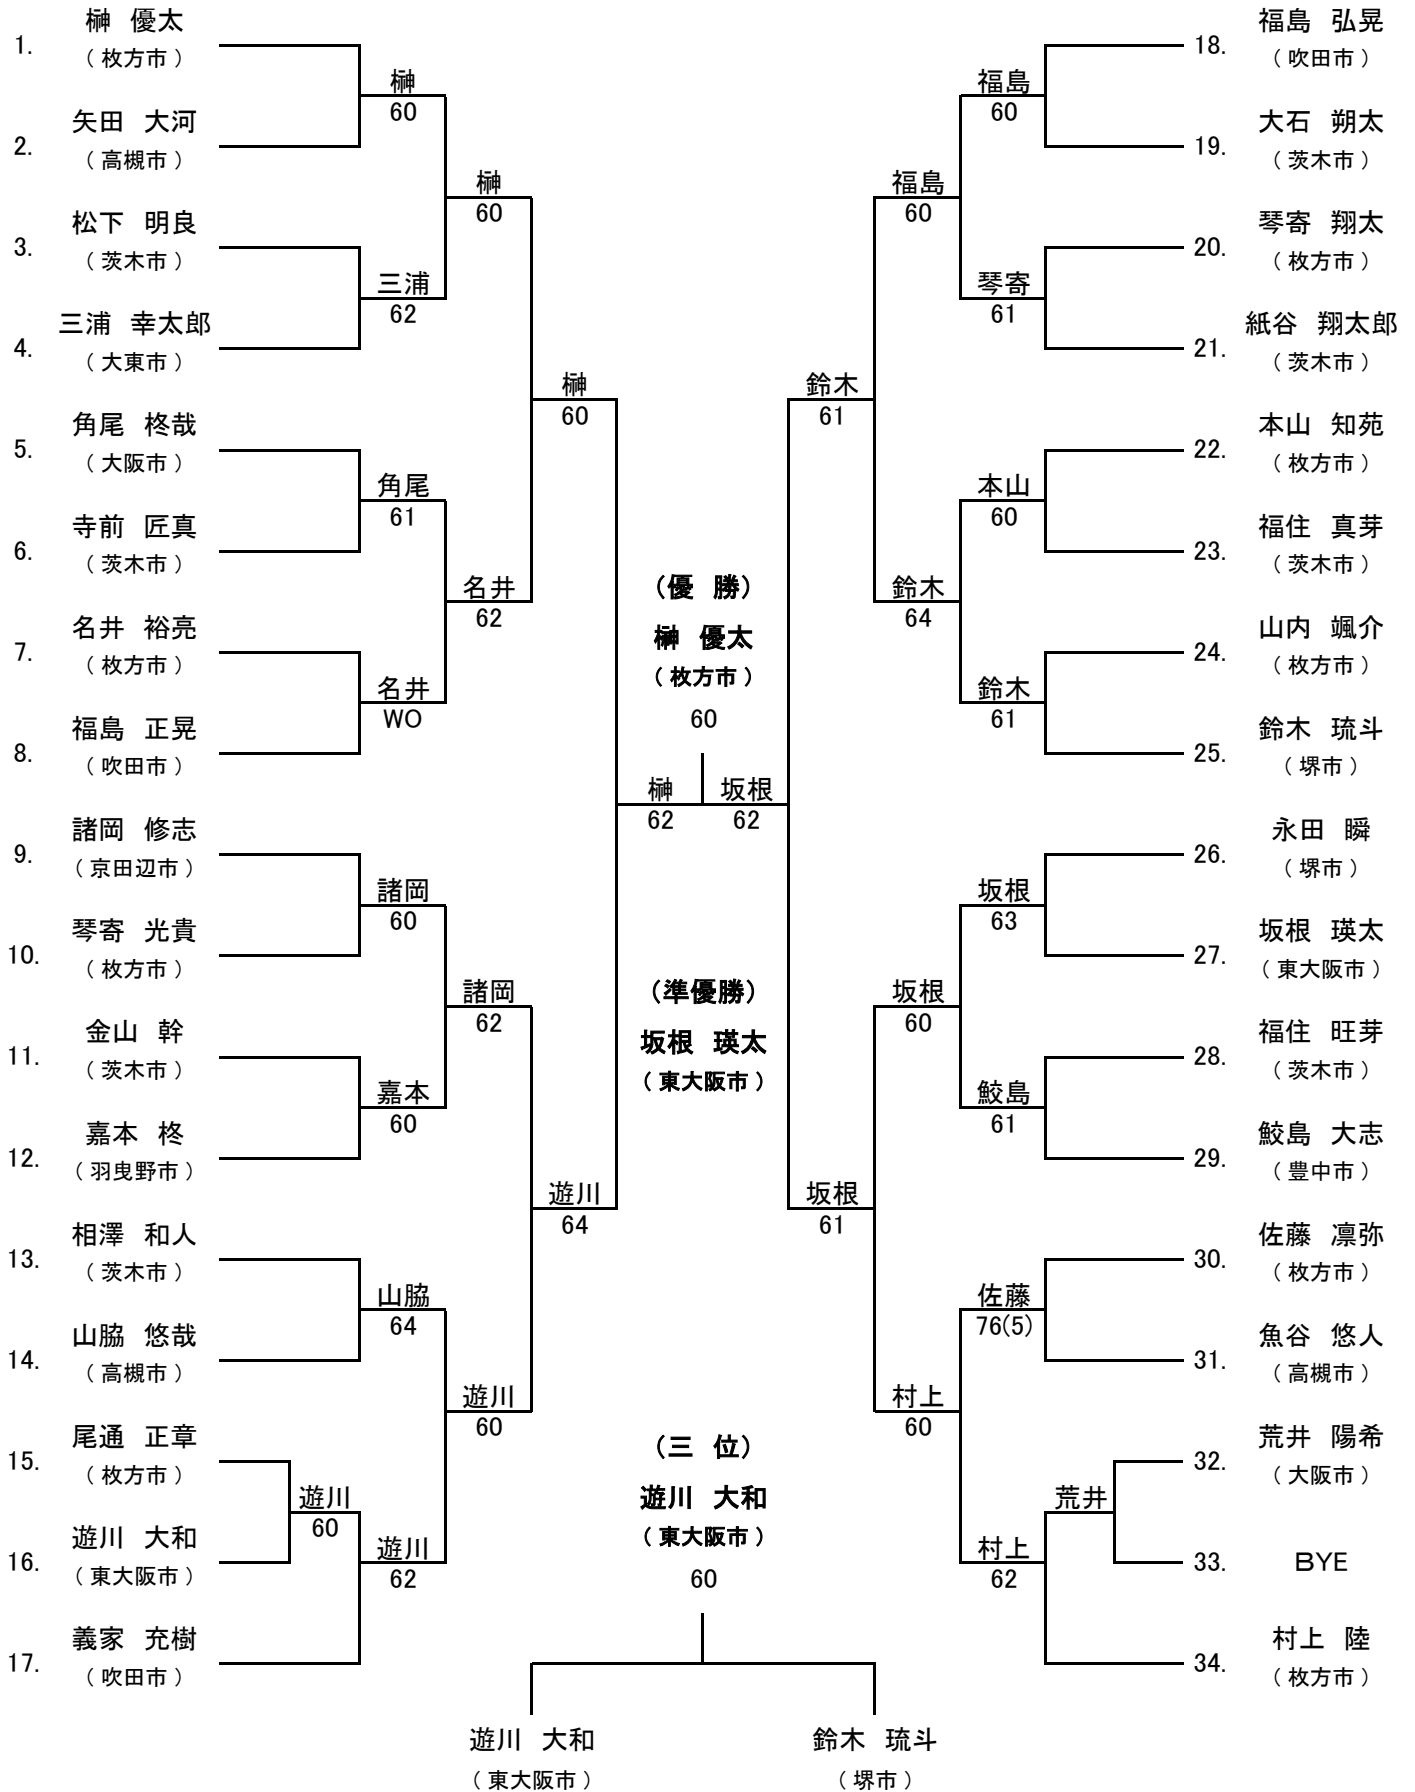 1. 榊 優太
（ 枚方市 ）
2. 矢田 大河
（ 高槻市 ）
3. 松下 明良
（ 茨木市 ）
4. 三浦 幸太郎
（ 大東市 ）
5. 角尾 柊哉
（ 大阪市 ）
6. 寺前 匠真
（ 茨木市 ）
7. 名井 裕亮
（ 枚方市 ）
8. 福島 正晃
（ 吹田市 ）
9. 諸岡 修志
（ 京田辺市 ）
10. 琴寄 光貴
（ 枚方市 ）
11. 金山 幹
（ 茨木市 ）
12. 嘉本 柊
（ 羽曳野市 ）
13. 相澤 和人
（ 茨木市 ）
14. 山脇 悠哉
（ 高槻市 ）
15. 尾通 正章
（ 枚方市 ）
16. 遊川 大和
（ 東大阪市 ）
17. 義家 充樹
（ 吹田市 ）
遊川
60
榊
60
三浦
62
角尾
61
名井
WO
諸岡
60
嘉本
60
山脇
64
遊川
62
榊
60
名井
62
諸岡
62
遊川
60
榊
60
遊川
64
榊
62
（優 勝）
榊 優太
（ 枚方市 ）
60
（準優勝）
坂根 瑛太
（ 東大阪市 ）
（三 位）
遊川 大和
（ 東大阪市 ）
60
遊川 大和
（ 東大阪市 ）
鈴木 琉斗
（ 堺市 ）
坂根
62
鈴木
61
坂根
61
福島
60
鈴木
64
坂根
60
村上
60
福島
60
琴寄
61
本山
60
鈴木
61
坂根
63
鮫島
61
佐藤
76(5)
村上
62
荒井
18. 福島 弘晃
（ 吹田市 ）
19. 大石 朔太
（ 茨木市 ）
20. 琴寄 翔太
（ 枚方市 ）
21. 紙谷 翔太郎
（ 茨木市 ）
22. 本山 知苑
（ 枚方市 ）
23. 福住 真芽
（ 茨木市 ）
24. 山内 颯介
（ 枚方市 ）
25. 鈴木 琉斗
（ 堺市 ）
26. 永田 瞬
（ 堺市 ）
27. 坂根 瑛太
（ 東大阪市 ）
28. 福住 旺芽
（ 茨木市 ）
29. 鮫島 大志
（ 豊中市 ）
30. 佐藤 凛弥
（ 枚方市 ）
31. 魚谷 悠人
（ 高槻市 ）
32. 荒井 陽希
（ 大阪市 ）
33. BYE
34. 村上 陸
（ 枚方市 ）